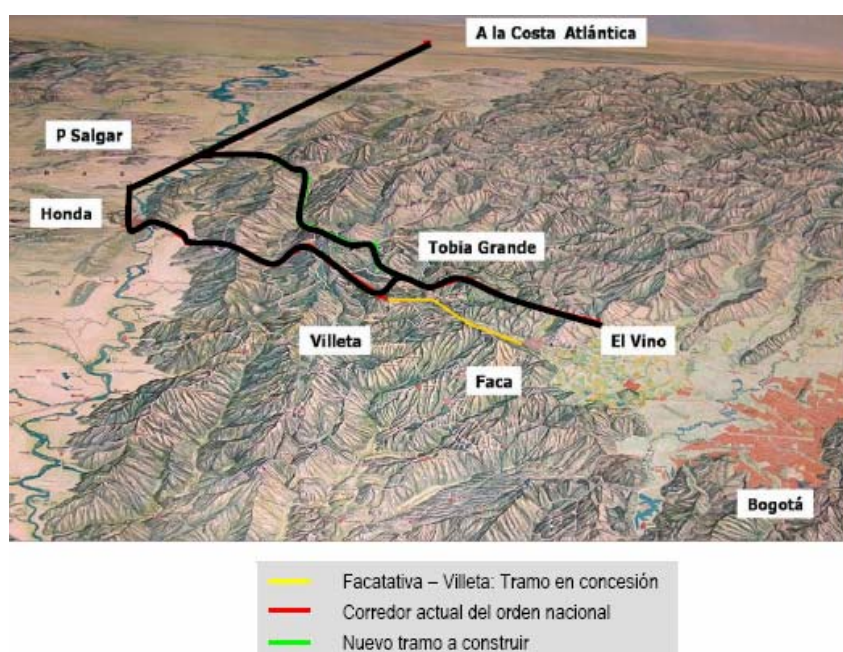 A la Costa Atlántica
P Salgar
Honda
Tobia Grande
Villeta
El Vino
Faca
Bogotá
Facatativa – Villeta: Tramo en concesión
Corredor actual del orden nacional
Nuevo tramo a construir